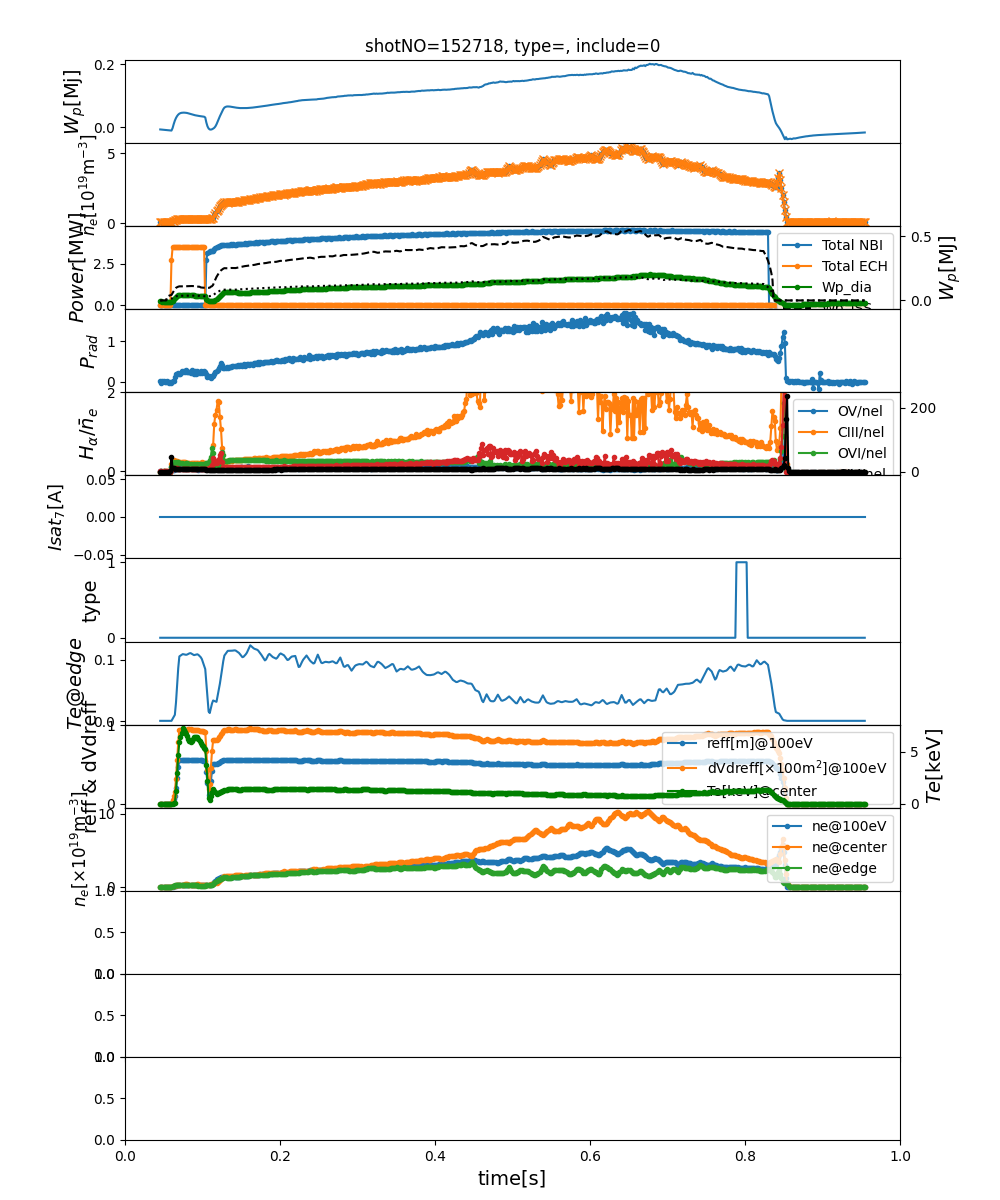 shotNO=152718, type=, include=0
W_p[Mj]
0.2
0.0
n_e[10^19 m^-3]
5
0
Power[MW]
2.5
0.0
Total NBI
Total ECH
Wp_dia
0.5
0.0
W_p[MJ]
P_rad
1
0
H_α/n̄_e
2
0
OV/nel
CIII/nel
OVI/nel
200
0
Isat_7[A]
0.05
0.00
−0.05
type
1
0
Te@edge
0.1
0.0
reff & dVdreff
1
0
reff[m]@100eV
dVdreff[×100m^2]@100eV
Te[keV]@center
5
0
Te[keV]
n_e[×10^19 m^-3]
10
0
ne@100eV
ne@center
ne@edge
1.0
0.5
0.0
1.0
0.5
0.0
1.0
0.5
0.0
0.0 0.2 0.4 0.6 0.8 1.0
time[s]